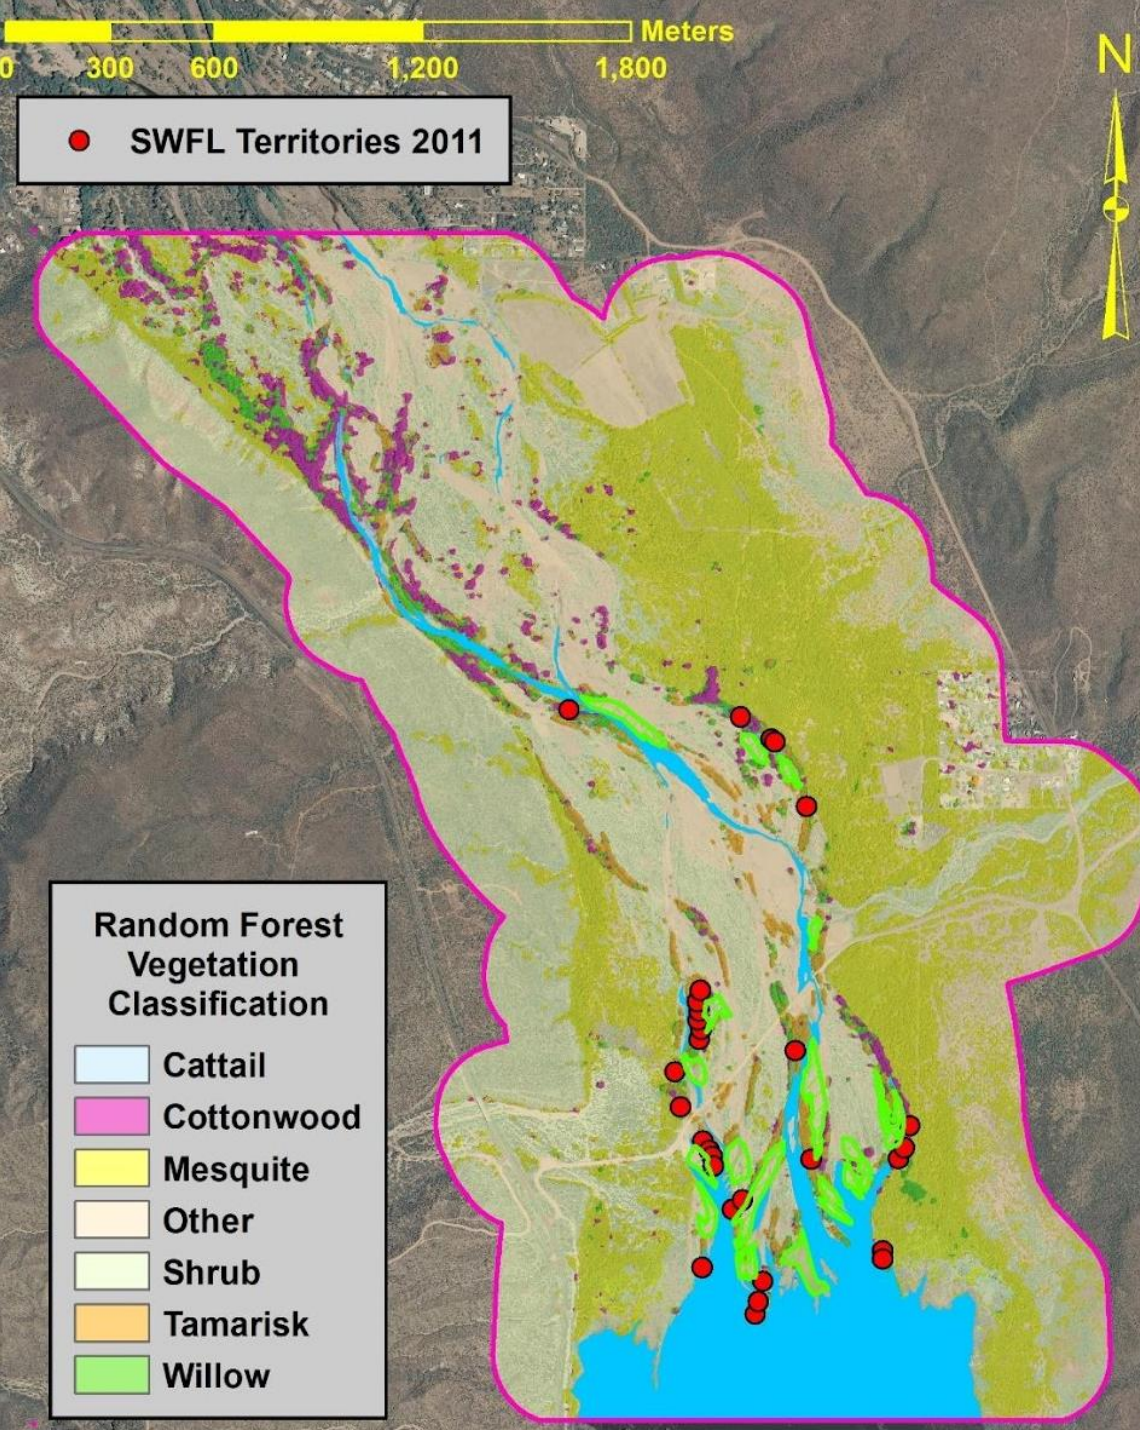 Meters
0 300 600 1,200 1,800
N
SWFL Territories 2011
Random Forest
Vegetation
Classification
Cattail
Cottonwood
Mesquite
Other
Shrub
Tamarisk
Willow